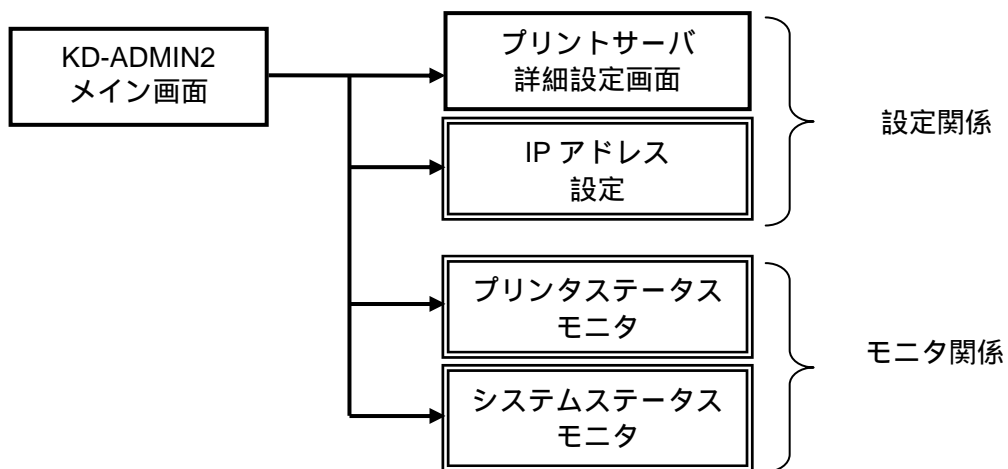 KD-ADMIN2
メイン画面
プリントサーバ
詳細設定画面
IP アドレス
設定
設定関係
プリンタステータス
モニタ
システムステータス
モニタ
モニタ関係